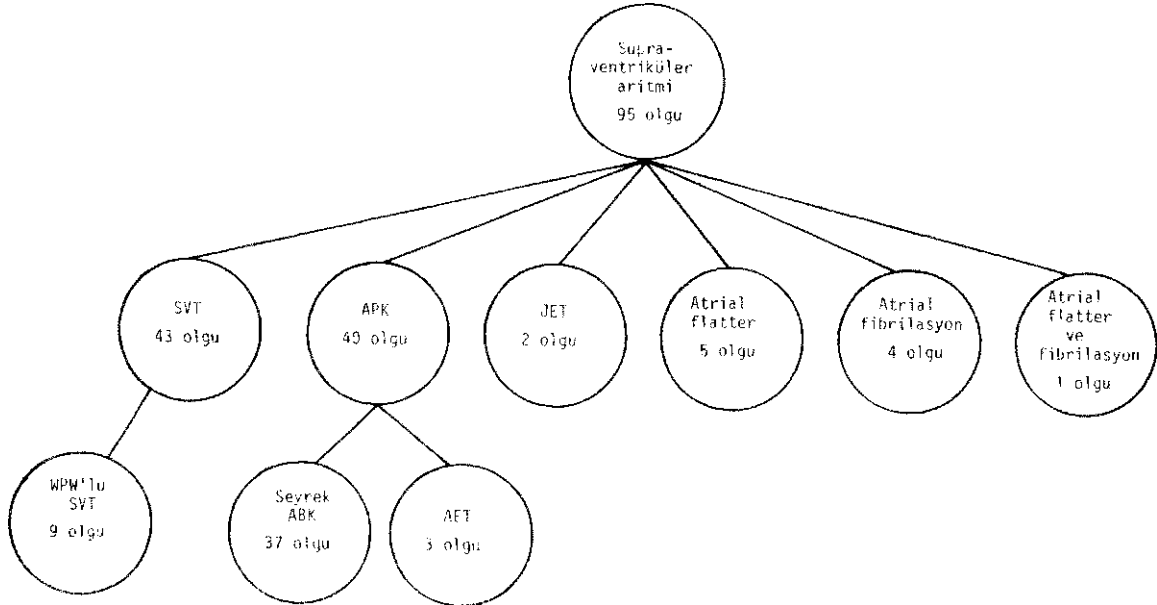 Supra-
ventriküler
aritmi
95 olgu
SVT
43 olgu
APK
40 olgu
JET
2 olgu
Atrial
flatter
5 olgu
Atrial
fibrilasyon
4 olgu
Atrial
flatter
ve
fibrilasyon
1 olgu
WPW'lu
SVT
9 olgu
Seyrek
ABK
37 olgu
AET
3 olgu